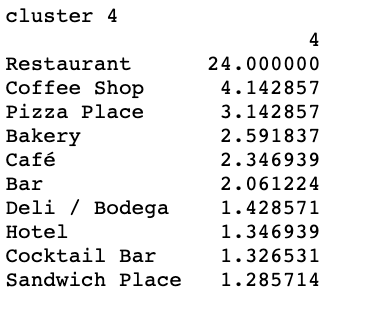 cluster 4
4
Restaurant 24.000000
Coffee Shop 4.142857
Pizza Place 3.142857
Bakery 2.591837
Café 2.346939
Bar 2.061224
Deli / Bodega 1.428571
Hotel 1.346939
Cocktail Bar 1.326531
Sandwich Place 1.285714